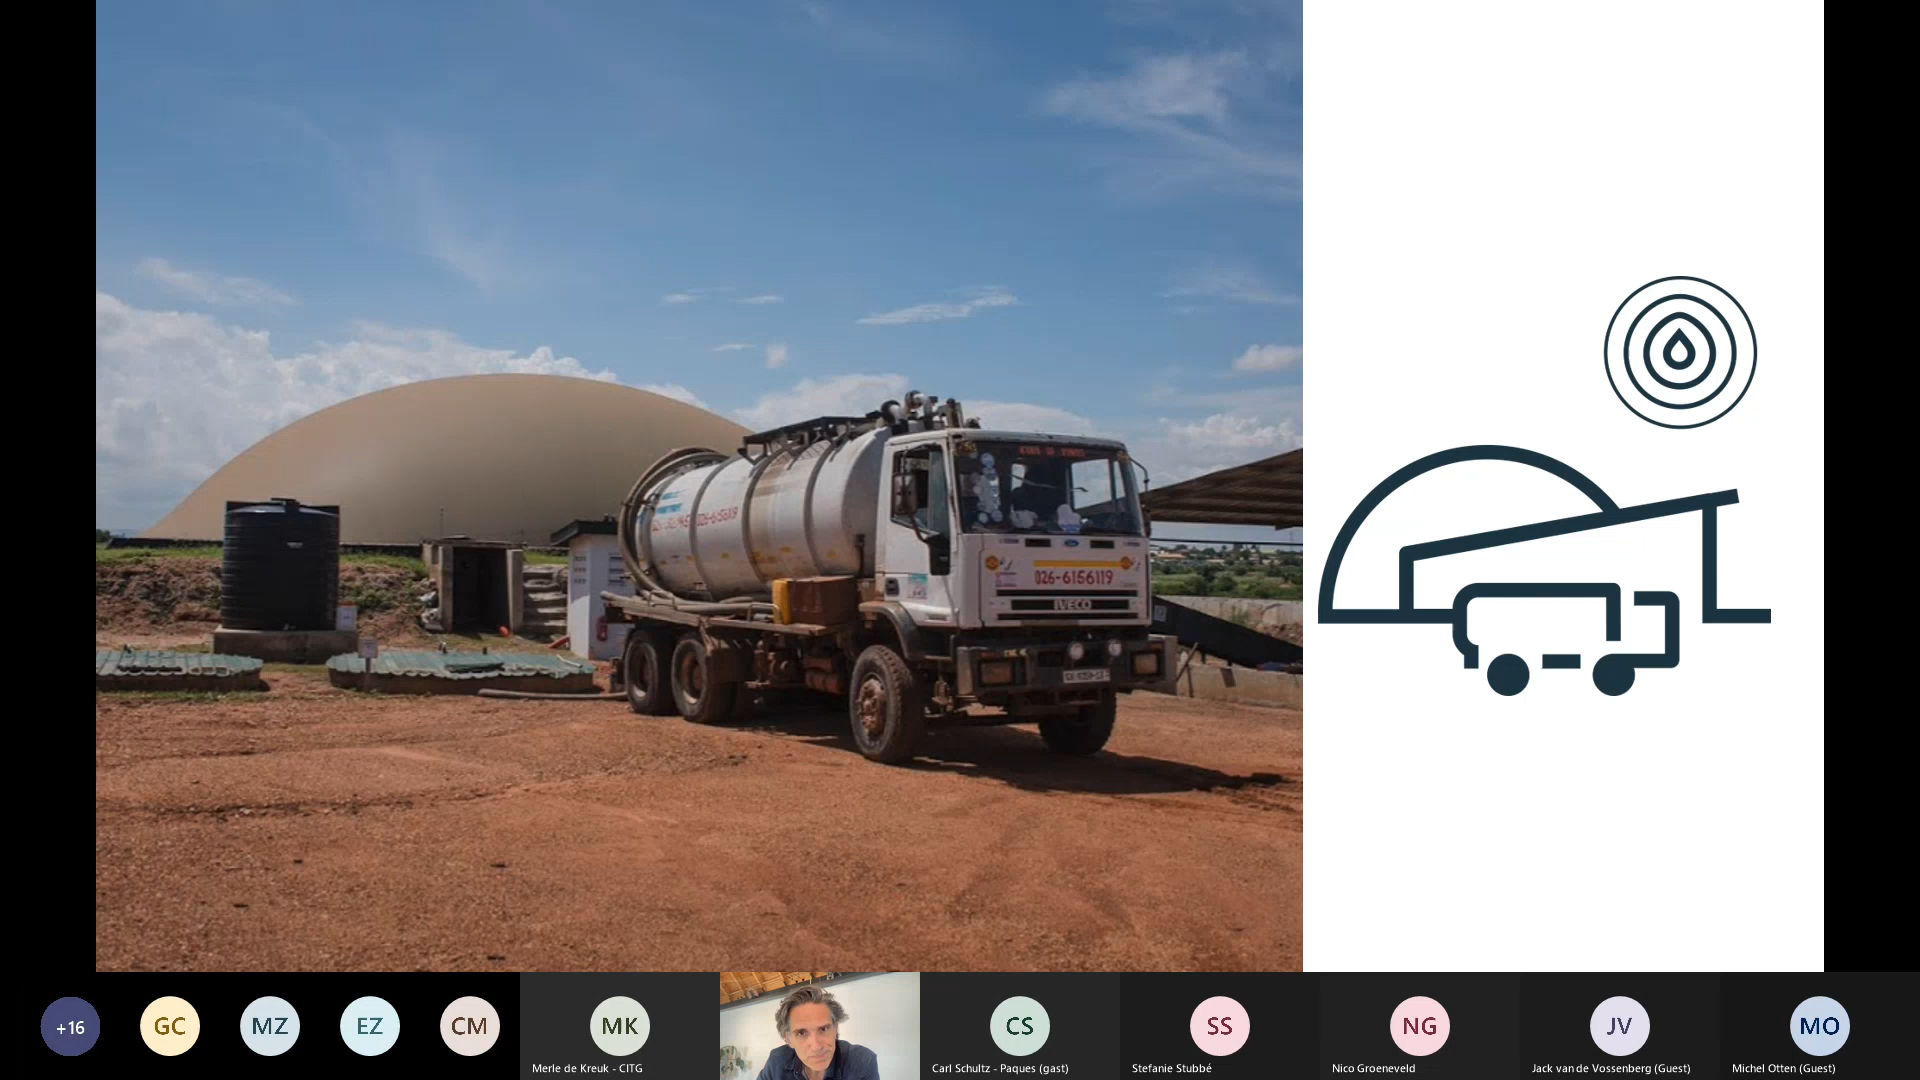 026-6156119
IVECO
+16
GC
MZ
EZ
CM
MK
CS
SS
NG
JV
MO
Merle de Kreuk - CITG
Carl Schultz - Paques (gast)
Stefanie Stubbé
Nico Groeneveld
Jack van de Vossenberg (Guest)
Michel Otten (Guest)